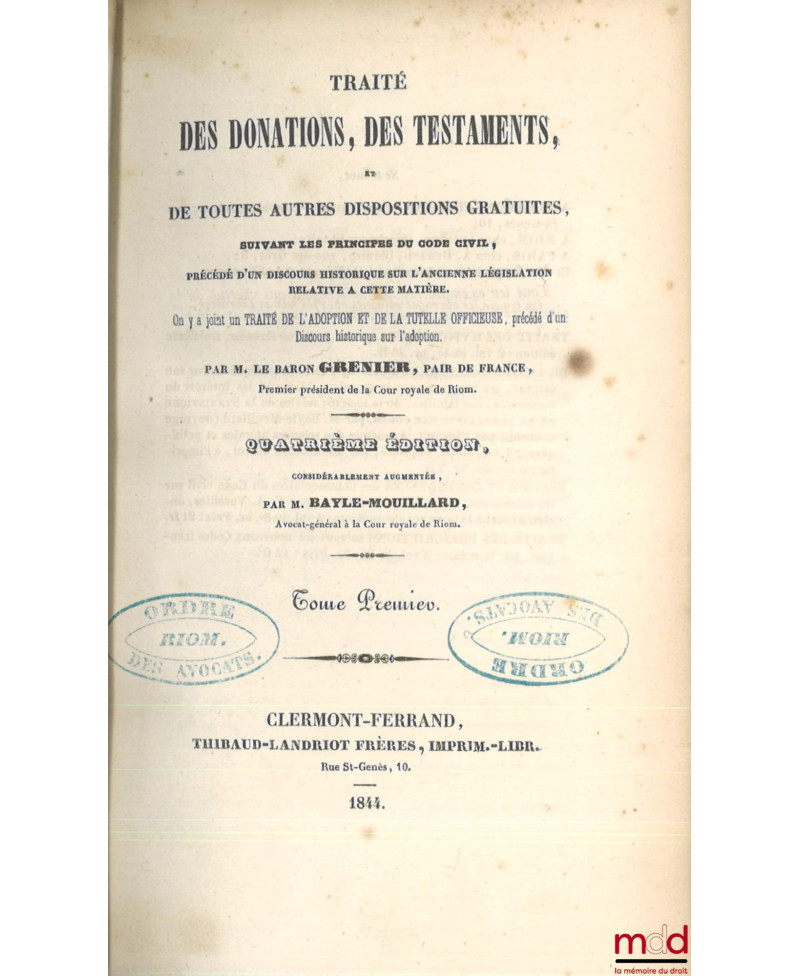 TRAITÉ
DES DONATIONS, DES TESTAMENTS,
ET
DE TOUTES AUTRES DISPOSITIONS GRATUITES,
SUIVANT LES PRINCIPES DU CODE CIVIL,
PRÉCÉDÉ D'UN DISCOURS HISTORIQUE SUR L'ANCIENNE LÉGISLATION
RELATIVE A CETTE MATIÈRE.
On y a joint un TRAITÉ DE L'ADOPTION ET DE LA TUTELLE OFFICIEUSE, précédé d'un
Discours historique sur l'adoption.
PAR M. LE BARON GRENIER, PAIR DE FRANCE,
Premier président de la Cour royale de Riom.
QUATRIÈME ÉDITION,
CONSIDÉRABLEMENT AUGMENTÉE,
PAR M. BAYLE-MOUILLARD,
Avocat-général à la Cour royale de Riom.
Tome Premier.
ORDRE
RIOM.
DES AVOCATS.
ORDRE
RIOM.
DES AVOCATS.
CLERMONT-FERRAND,
THIBAUD-LANDRIOT FRÈRES, IMPRIM.-LIBR.
Rue St-Genès, 10.
1844.
mdd
la mémoire du droit